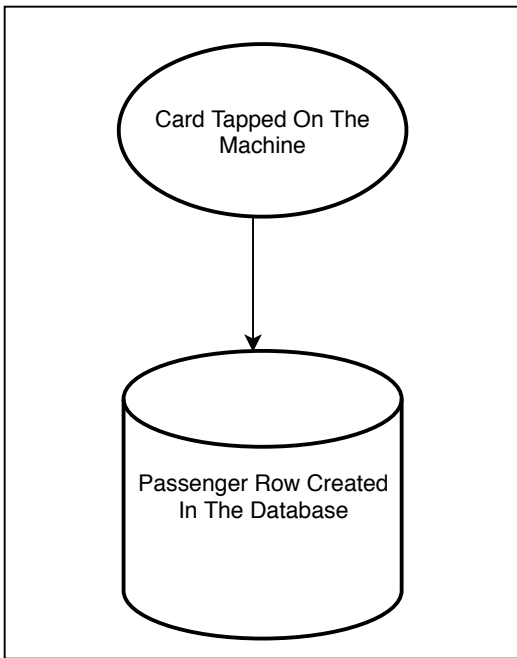 Card Tapped On The
Machine
Passenger Row Created
In The Database